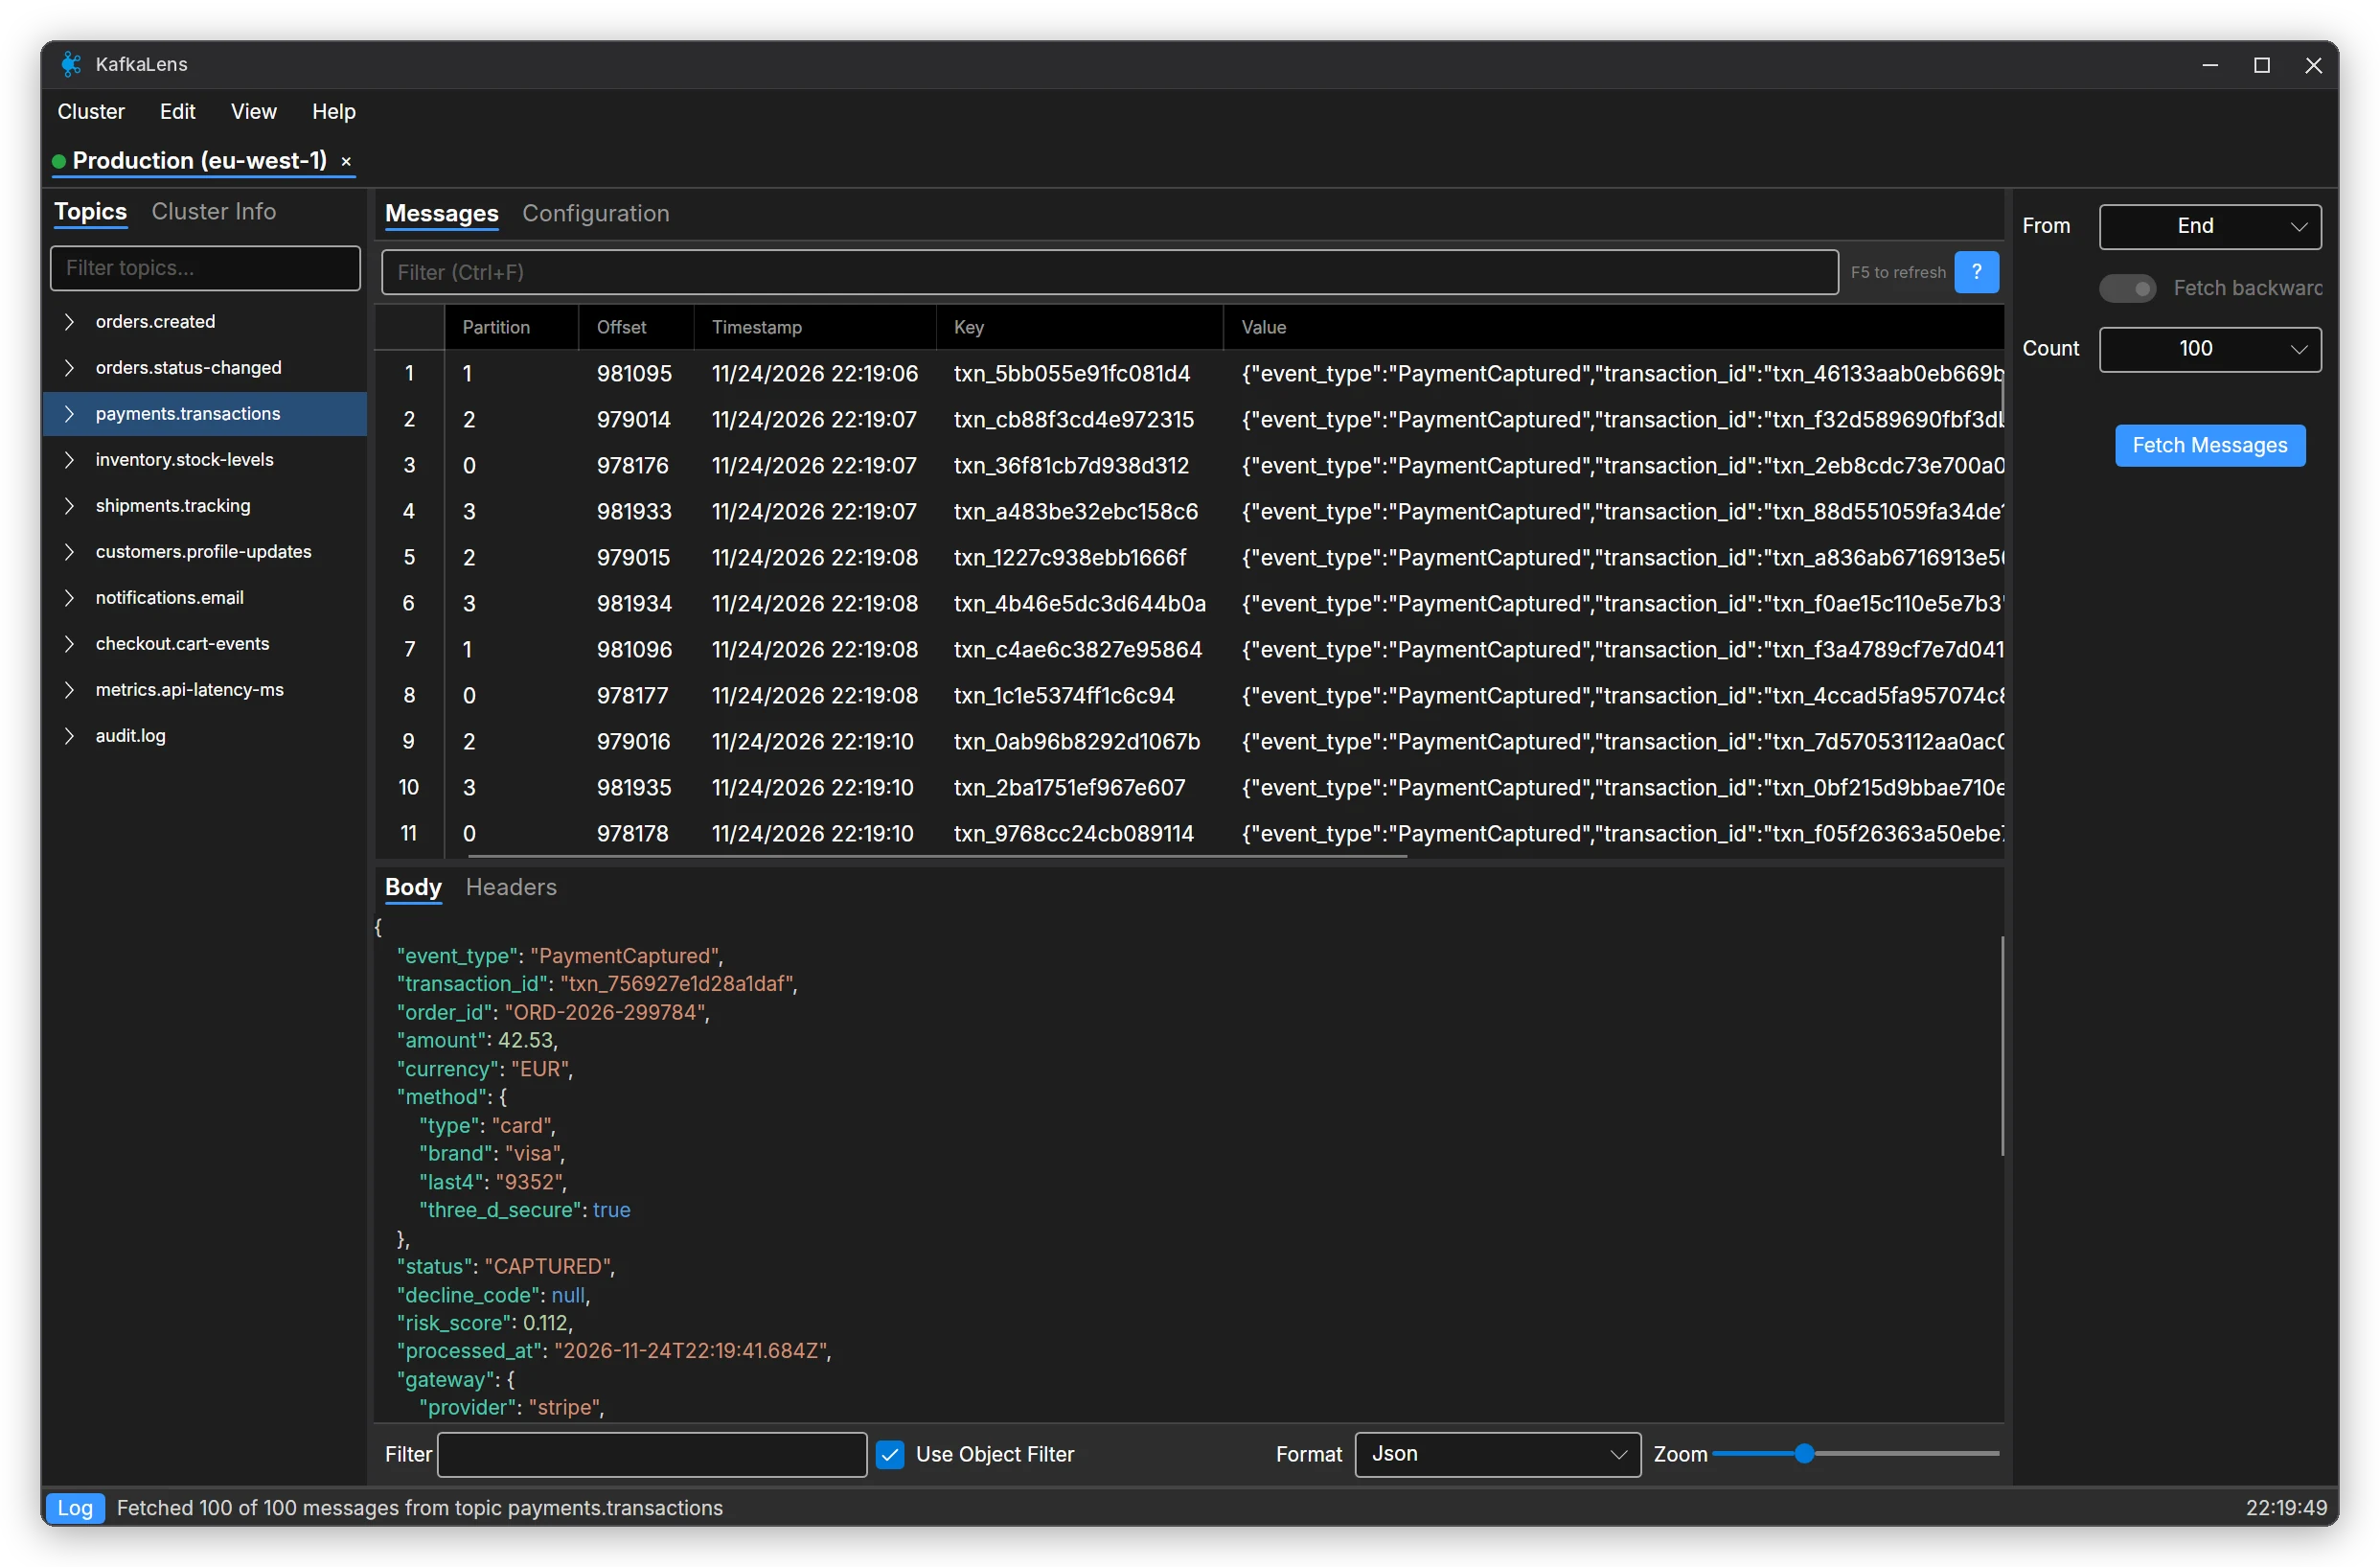 KafkaLens
Cluster Edit View Help
Production (eu-west-1) ×
Topics Cluster Info
Filter topics...
orders.created
orders.status-changed
payments.transactions
inventory.stock-levels
shipments.tracking
customers.profile-updates
notifications.email
checkout.cart-events
metrics.api-latency-ms
audit.log
Messages Configuration
Filter (Ctrl+F) F5 to refresh ?
Partition Offset Timestamp Key Value
1 1 981095 11/24/2026 22:19:06 txn_5bb055e91fc081d4 {"event_type":"PaymentCaptured","transaction_id":"txn_46133aab0eb669b
2 2 979014 11/24/2026 22:19:07 txn_cb88f3cd4e972315 {"event_type":"PaymentCaptured","transaction_id":"txn_f32d589690fbf3d
3 0 978176 11/24/2026 22:19:07 txn_36f81cb7d938d312 {"event_type":"PaymentCaptured","transaction_id":"txn_2eb8cdc73e700a0
4 3 981933 11/24/2026 22:19:07 txn_a483be32ebc158c6 {"event_type":"PaymentCaptured","transaction_id":"txn_88d551059fa34de
5 2 979015 11/24/2026 22:19:08 txn_1227c938ebb1666f {"event_type":"PaymentCaptured","transaction_id":"txn_a836ab6716913e5
6 3 981934 11/24/2026 22:19:08 txn_4b46e5dc3d644b0a {"event_type":"PaymentCaptured","transaction_id":"txn_f0ae15c110e5e7b3"
7 1 981096 11/24/2026 22:19:08 txn_c4ae6c3827e95864 {"event_type":"PaymentCaptured","transaction_id":"txn_f3a4789cf7e7d041
8 0 978177 11/24/2026 22:19:08 txn_1c1e5374ff1c6c94 {"event_type":"PaymentCaptured","transaction_id":"txn_4ccad5fa957074c
9 2 979016 11/24/2026 22:19:10 txn_0ab96b8292d1067b {"event_type":"PaymentCaptured","transaction_id":"txn_7d57053112aa0ac
10 3 981935 11/24/2026 22:19:10 txn_2ba1751ef967e607 {"event_type":"PaymentCaptured","transaction_id":"txn_0bf215d9bbae710e
11 0 978178 11/24/2026 22:19:10 txn_9768cc24cb089114 {"event_type":"PaymentCaptured","transaction_id":"txn_f05f26363a50ebe
Body Headers
{
"event_type": "PaymentCaptured",
"transaction_id": "txn_756927e1d28a1daf",
"order_id": "ORD-2026-299784",
"amount": 42.53,
"currency": "EUR",
"method": {
"type": "card",
"brand": "visa",
"last4": "9352",
"three_d_secure": true
},
"status": "CAPTURED",
"decline_code": null,
"risk_score": 0.112,
"processed_at": "2026-11-24T22:19:41.684Z",
"gateway": {
"provider": "stripe",
Filter Use Object Filter Format Json Zoom
From End
Fetch backward
Count 100
Fetch Messages
Log Fetched 100 of 100 messages from topic payments.transactions 22:19:49